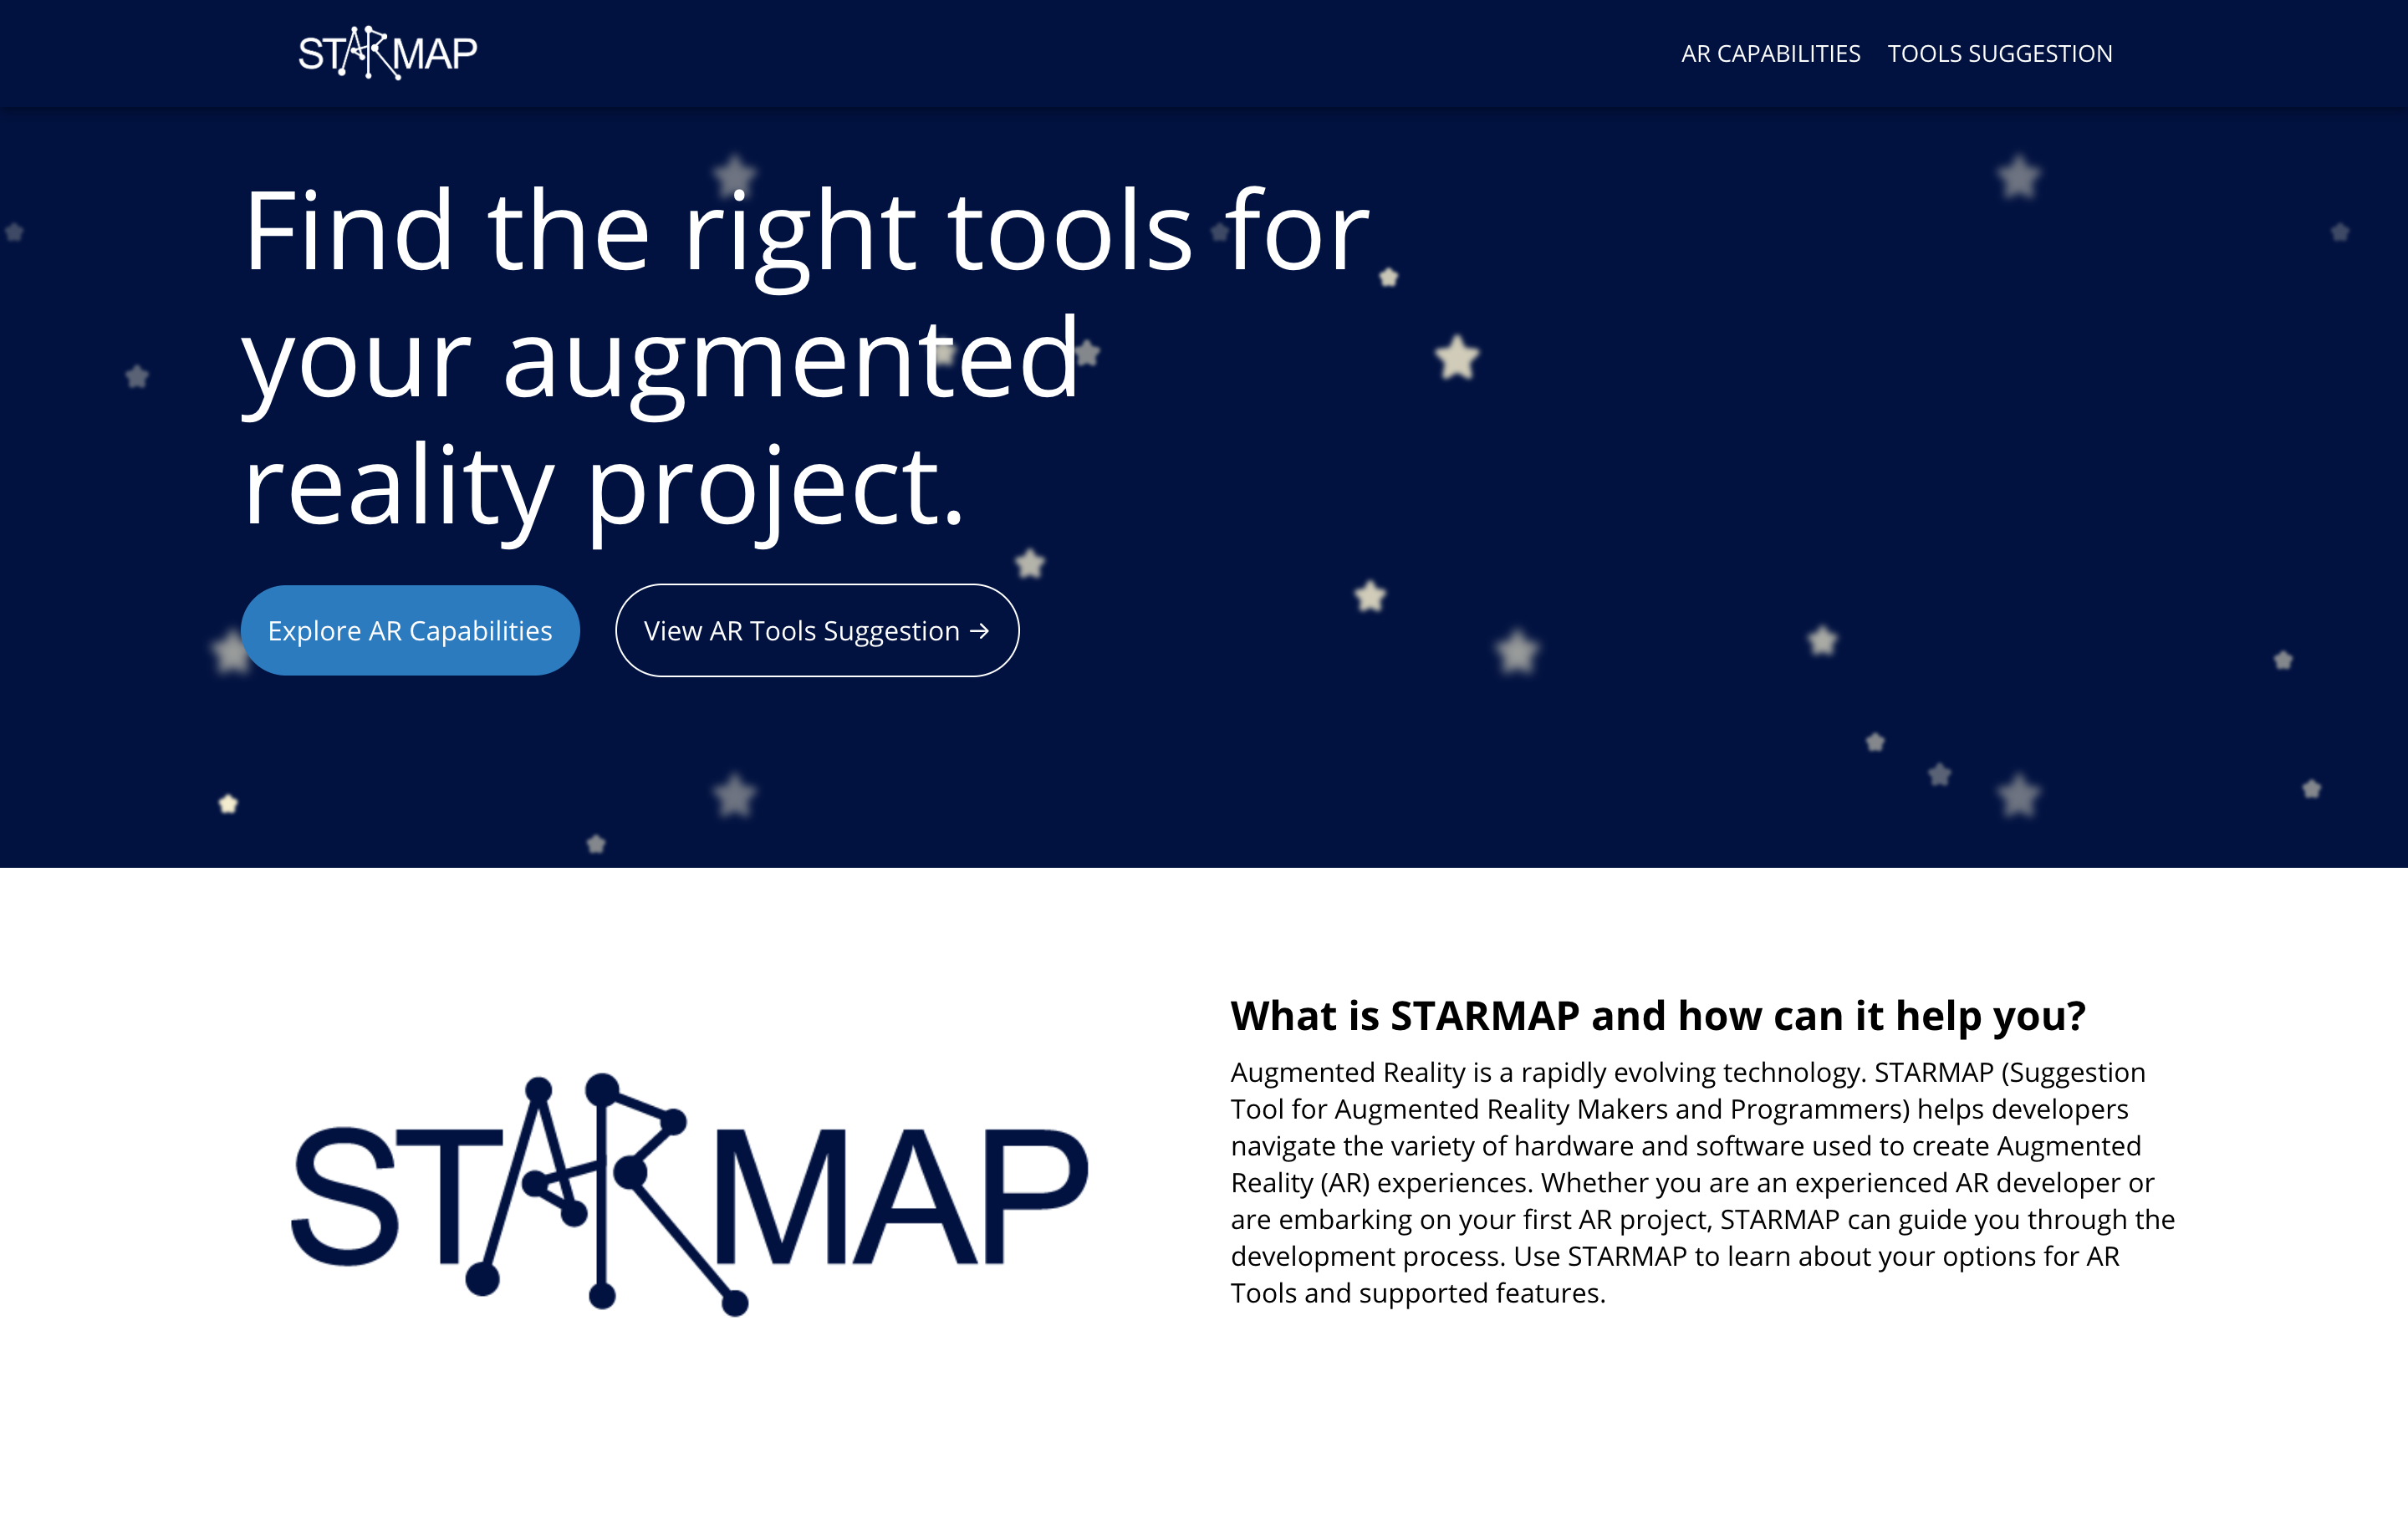 STARMAP
AR CAPABILITIES
TOOLS SUGGESTION
Find the right tools for
your augmented
reality project.
Explore AR Capabilities
View AR Tools Suggestion →
STARMAP
What is STARMAP and how can it help you?
Augmented Reality is a rapidly evolving technology. STARMAP (Suggestion
Tool for Augmented Reality Makers and Programmers) helps developers
navigate the variety of hardware and software used to create Augmented
Reality (AR) experiences. Whether you are an experienced AR developer or
are embarking on your first AR project, STARMAP can guide you through the
development process. Use STARMAP to learn about your options for AR
Tools and supported features.